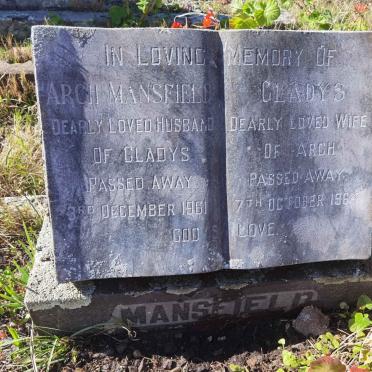 IN LOVING MEMORY OF
ARCH MANSFIELD
DEARLY LOVED HUSBAND
OF GLADYS
PASSED AWAY
3RD DECEMBER 1961
GLADYS
DEARLY LOVED WIFE
OF ARCH
PASSED AWAY
7TH OCTOBER
GOD LOVE.
MANSFIELD